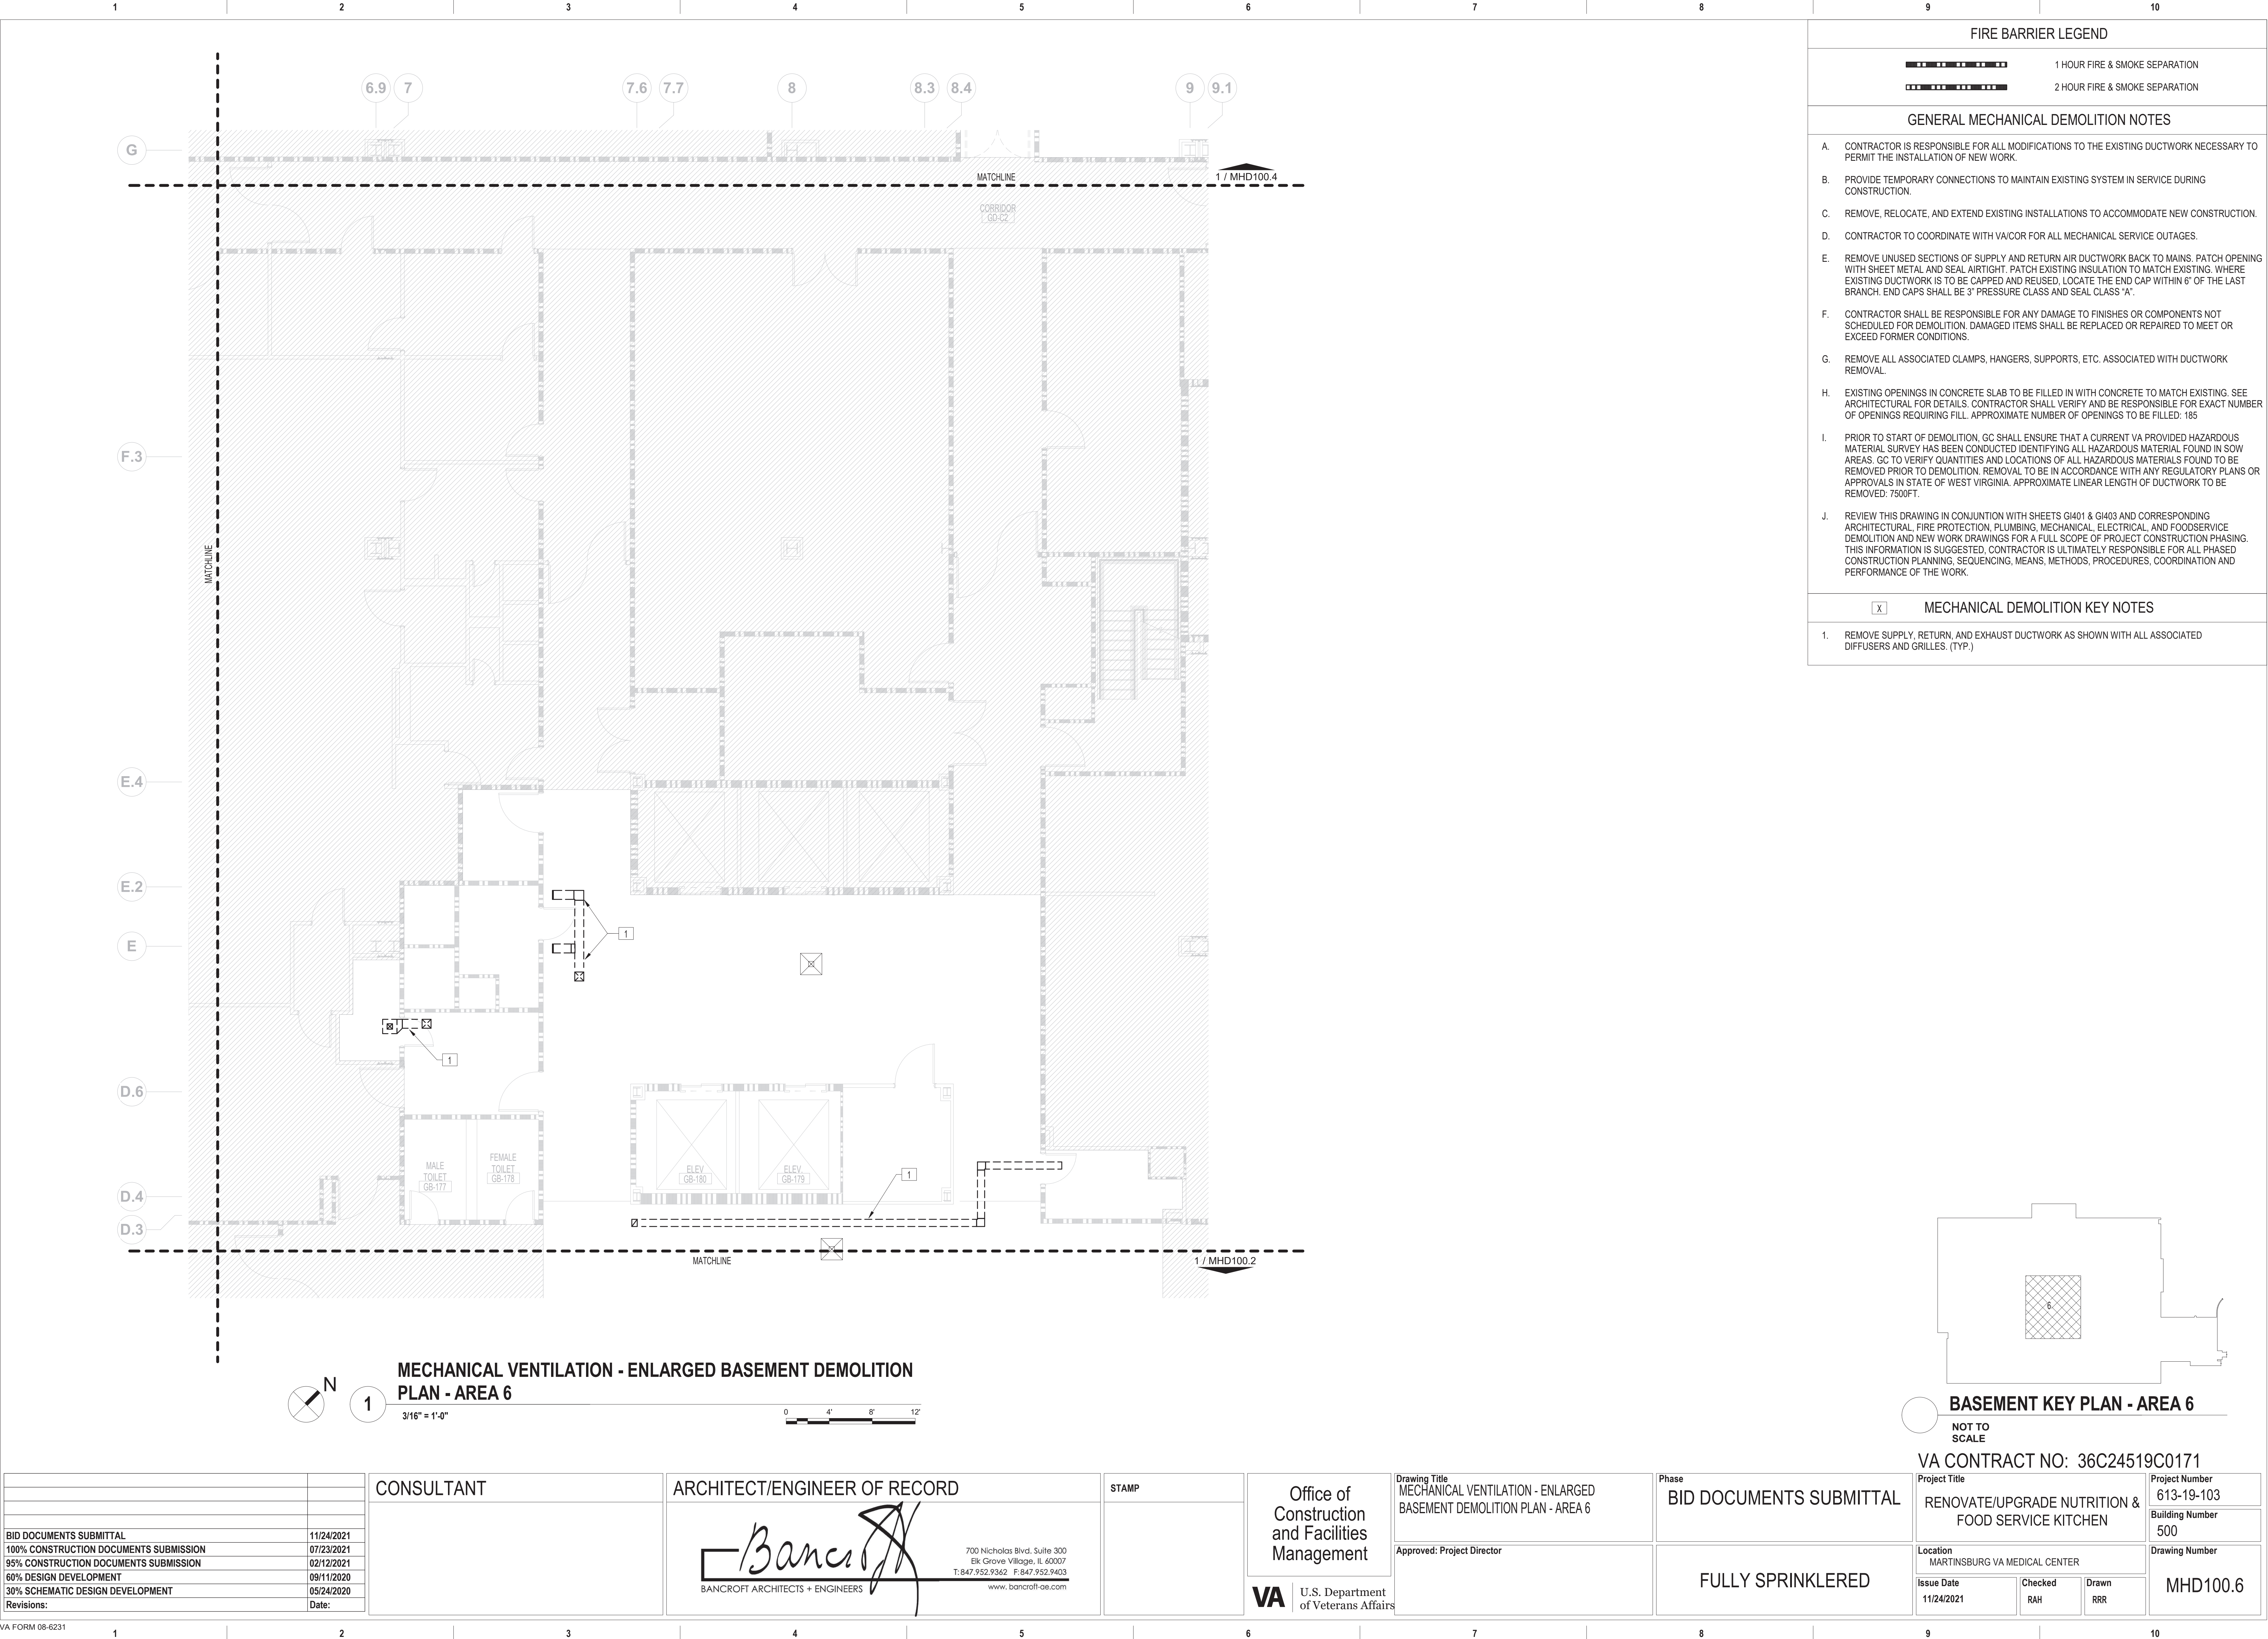 1 2 3 4 5 6 7 8 9 10
FIRE BARRIER LEGEND
1 HOUR FIRE & SMOKE SEPARATION
2 HOUR FIRE & SMOKE SEPARATION
GENERAL MECHANICAL DEMOLITION NOTES
A. CONTRACTOR IS RESPONSIBLE FOR ALL MODIFICATIONS TO THE EXISTING DUCTWORK NECESSARY TO
PERMIT THE INSTALLATION OF NEW WORK.
B. PROVIDE TEMPORARY CONNECTIONS TO MAINTAIN EXISTING SYSTEM IN SERVICE DURING
CONSTRUCTION.
C. REMOVE, RELOCATE, AND EXTEND EXISTING INSTALLATIONS TO ACCOMMODATE NEW CONSTRUCTION.
D. CONTRACTOR TO COORDINATE WITH VA/COR FOR ALL MECHANICAL SERVICE OUTAGES.
E. REMOVE UNUSED SECTIONS OF SUPPLY AND RETURN AIR DUCTWORK BACK TO MAINS. PATCH OPENING
WITH SHEET METAL AND SEAL AIRTIGHT. PATCH EXISTING INSULATION TO MATCH EXISTING. WHERE
EXISTING DUCTWORK IS TO BE CAPPED AND REUSED, LOCATE THE END CAP WITHIN 6" OF THE LAST
BRANCH. END CAPS SHALL BE 3" PRESSURE CLASS AND SEAL CLASS “A”.
F. CONTRACTOR SHALL BE RESPONSIBLE FOR ANY DAMAGE TO FINISHES OR COMPONENTS NOT
SCHEDULED FOR DEMOLITION. DAMAGED ITEMS SHALL BE REPLACED OR REPAIRED TO MEET OR
EXCEED FORMER CONDITIONS.
G. REMOVE ALL ASSOCIATED CLAMPS, HANGERS, SUPPORTS, ETC. ASSOCIATED WITH DUCTWORK
REMOVAL.
H. EXISTING OPENINGS IN CONCRETE SLAB TO BE FILLED IN WITH CONCRETE TO MATCH EXISTING. SEE
ARCHITECTURAL FOR DETAILS. CONTRACTOR SHALL VERIFY AND BE RESPONSIBLE FOR EXACT NUMBER
OF OPENINGS REQUIRING FILL. APPROXIMATE NUMBER OF OPENINGS TO BE FILLED: 185
I. PRIOR TO START OF DEMOLITION, GC SHALL ENSURE THAT A CURRENT VA PROVIDED HAZARDOUS
MATERIAL SURVEY HAS BEEN CONDUCTED IDENTIFYING ALL HAZARDOUS MATERIAL FOUND IN SOW
AREAS. GC TO VERIFY QUANTITIES AND LOCATIONS OF ALL HAZARDOUS MATERIALS FOUND TO BE
REMOVED PRIOR TO DEMOLITION. REMOVAL TO BE IN ACCORDANCE WITH ANY REGULATORY PLANS OR
APPROVALS IN STATE OF WEST VIRGINIA. APPROXIMATE LINEAR LENGTH OF DUCTWORK TO BE
REMOVED: 7500FT.
J. REVIEW THIS DRAWING IN CONJUNTION WITH SHEETS GI401 & GI403 AND CORRESPONDING
ARCHITECTURAL, FIRE PROTECTION, PLUMBING, MECHANICAL, ELECTRICAL, AND FOODSERVICE
DEMOLITION AND NEW WORK DRAWINGS FOR A FULL SCOPE OF PROJECT CONSTRUCTION PHASING.
THIS INFORMATION IS SUGGESTED, CONTRACTOR IS ULTIMATELY RESPONSIBLE FOR ALL PHASED
CONSTRUCTION PLANNING, SEQUENCING, MEANS, METHODS, PROCEDURES, COORDINATION AND
PERFORMANCE OF THE WORK.
X MECHANICAL DEMOLITION KEY NOTES
1. REMOVE SUPPLY, RETURN, AND EXHAUST DUCTWORK AS SHOWN WITH ALL ASSOCIATED
DIFFUSERS AND GRILLES. (TYP.)
6.9 7 7.6 7.7 8 8.3 8.4 9 9.1
G
MATCHLINE
1 / MHD100.4
CORRIDOR
GD-C2
F.3
MATCHLINE
E.4
E.2
E
1
1
D.6
MALE
TOILET
GB-177
FEMALE
TOILET
GB-178
ELEV.
GB-180
ELEV.
GB-179
1
D.4
D.3
MATCHLINE
1 / MHD100.2
N
1
MECHANICAL VENTILATION - ENLARGED BASEMENT DEMOLITION
PLAN - AREA 6
3/16" = 1'-0"
0 4' 8' 12'
6
BASEMENT KEY PLAN - AREA 6
NOT TO
SCALE
VA CONTRACT NO: 36C24519C0171
BID DOCUMENTS SUBMITTAL 11/24/2021
100% CONSTRUCTION DOCUMENTS SUBMISSION 07/23/2021
95% CONSTRUCTION DOCUMENTS SUBMISSION 02/12/2021
60% DESIGN DEVELOPMENT 09/11/2020
30% SCHEMATIC DESIGN DEVELOPMENT 05/24/2020
Revisions: Date:
CONSULTANT
ARCHITECT/ENGINEER OF RECORD
Bancroft
BANCROFT ARCHITECTS + ENGINEERS
700 Nicholas Blvd. Suite 300
Elk Grove Village, IL 60007
T: 847.952.9362 F: 847.952.9403
www. bancroft-ae.com
STAMP
Office of
Construction
and Facilities
Management
VA
U.S. Department
of Veterans Affairs
Drawing Title
MECHANICAL VENTILATION - ENLARGED
BASEMENT DEMOLITION PLAN - AREA 6
Approved: Project Director
Phase
BID DOCUMENTS SUBMITTAL
FULLY SPRINKLERED
Project Title
RENOVATE/UPGRADE NUTRITION &
FOOD SERVICE KITCHEN
Project Number
613-19-103
Building Number
500
Location
MARTINSBURG VA MEDICAL CENTER
Issue Date
11/24/2021
Checked
RAH
Drawn
RRR
Drawing Number
MHD100.6
VA FORM 08-6231
1 2 3 4 5 6 7 8 9 10